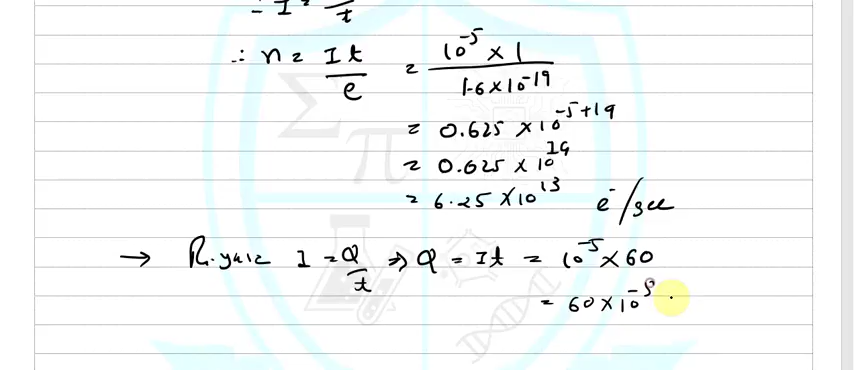 = I = /t
∴ n = It/e = 10^-5 × 1 / 1.6 × 10^-19
= 0.625 × 10^-5+19
= 0.625 × 10^14
= 6.25 × 10^13 e^-/sec
→ I = Q/t ⇒ Q = It = 10^-5 × 60
= 60 × 10^-5